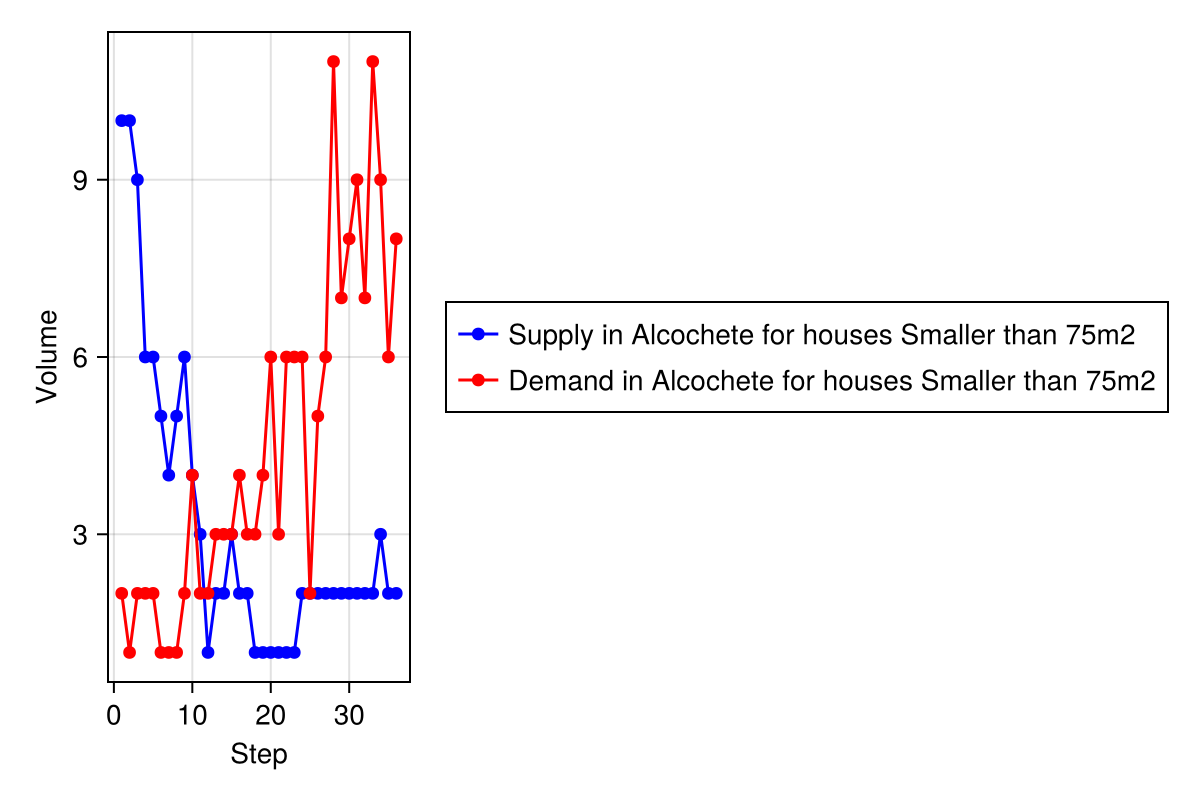 9
6
3
Volume
0 10 20 30
Step
Supply in Alcochete for houses Smaller than 75m2
Demand in Alcochete for houses Smaller than 75m2